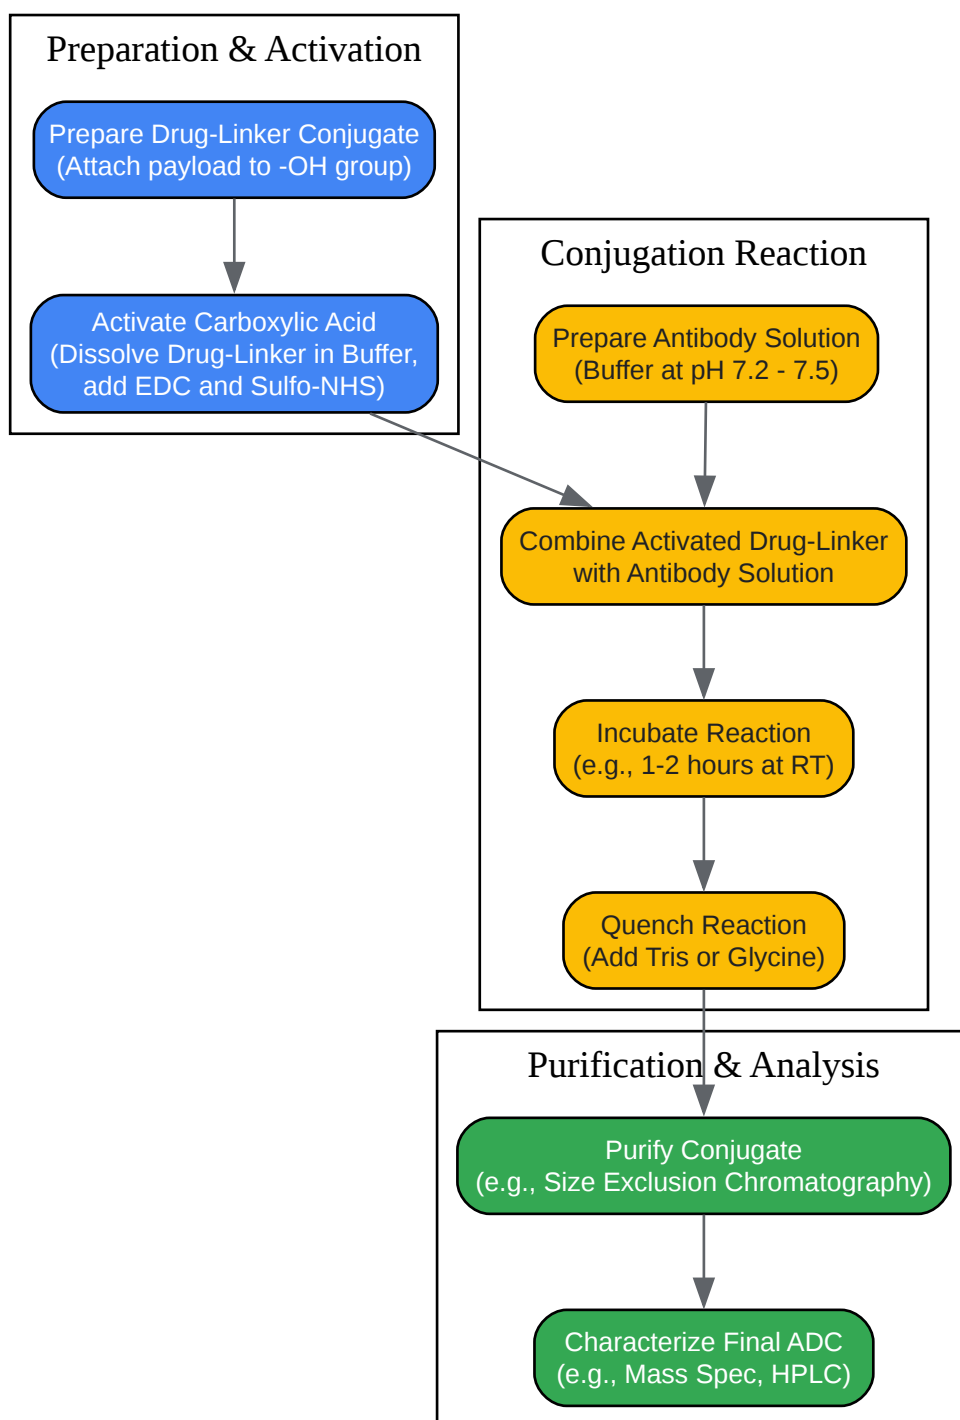 Preparation & Activation
Prepare Drug-Linker Conjugate
(Attach payload to -OH group)
Activate Carboxylic Acid
(Dissolve Drug-Linker in Buffer,
add EDC and Sulfo-NHS)
Conjugation Reaction
Prepare Antibody Solution
(Buffer at pH 7.2 - 7.5)
Combine Activated Drug-Linker
with Antibody Solution
Incubate Reaction
(e.g., 1-2 hours at RT)
Quench Reaction
(Add Tris or Glycine)
Purification & Analysis
Purify Conjugate
(e.g., Size Exclusion Chromatography)
Characterize Final ADC
(e.g., Mass Spec, HPLC)